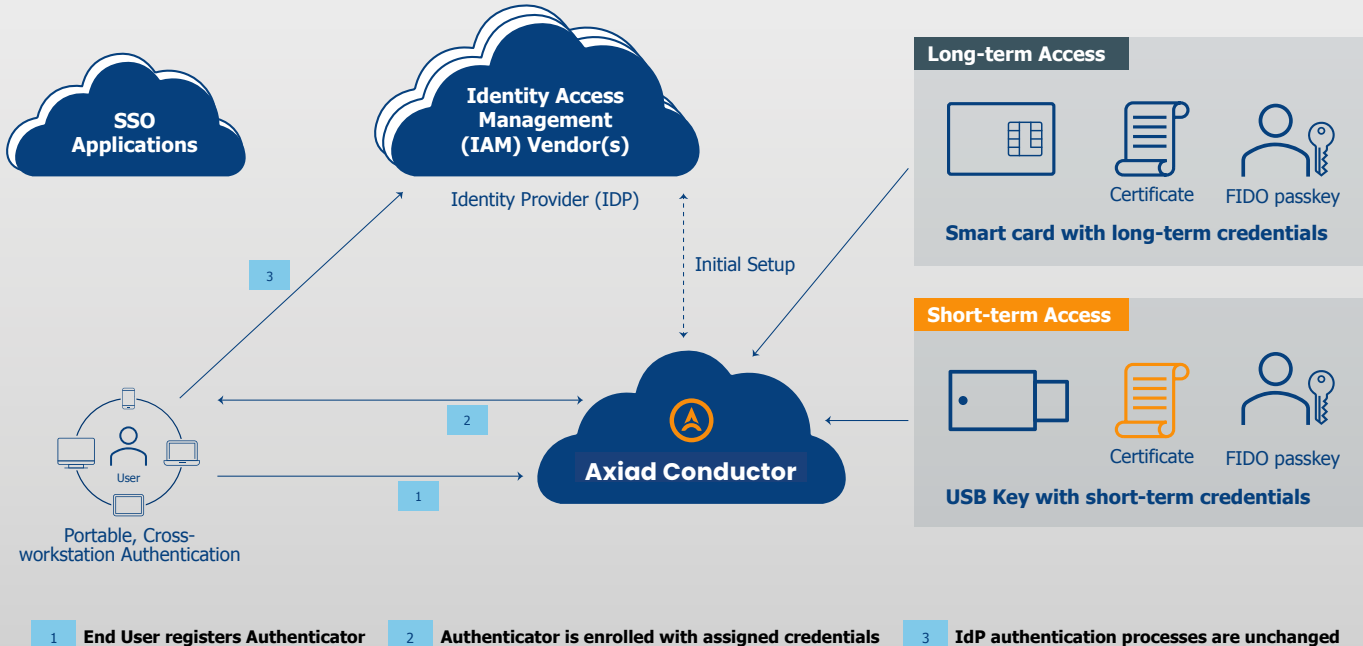 SSO
Applications
Identity Access
Management
(IAM) Vendor(s)
Identity Provider (IDP)
Initial Setup
3
2
1
User
Portable, Cross-
workstation Authentication
Axiad Conductor
Long-term Access
Certificate
FIDO passkey
Smart card with long-term credentials
Short-term Access
Certificate
FIDO passkey
USB Key with short-term credentials
1 End User registers Authenticator
2 Authenticator is enrolled with assigned credentials
3 IdP authentication processes are unchanged